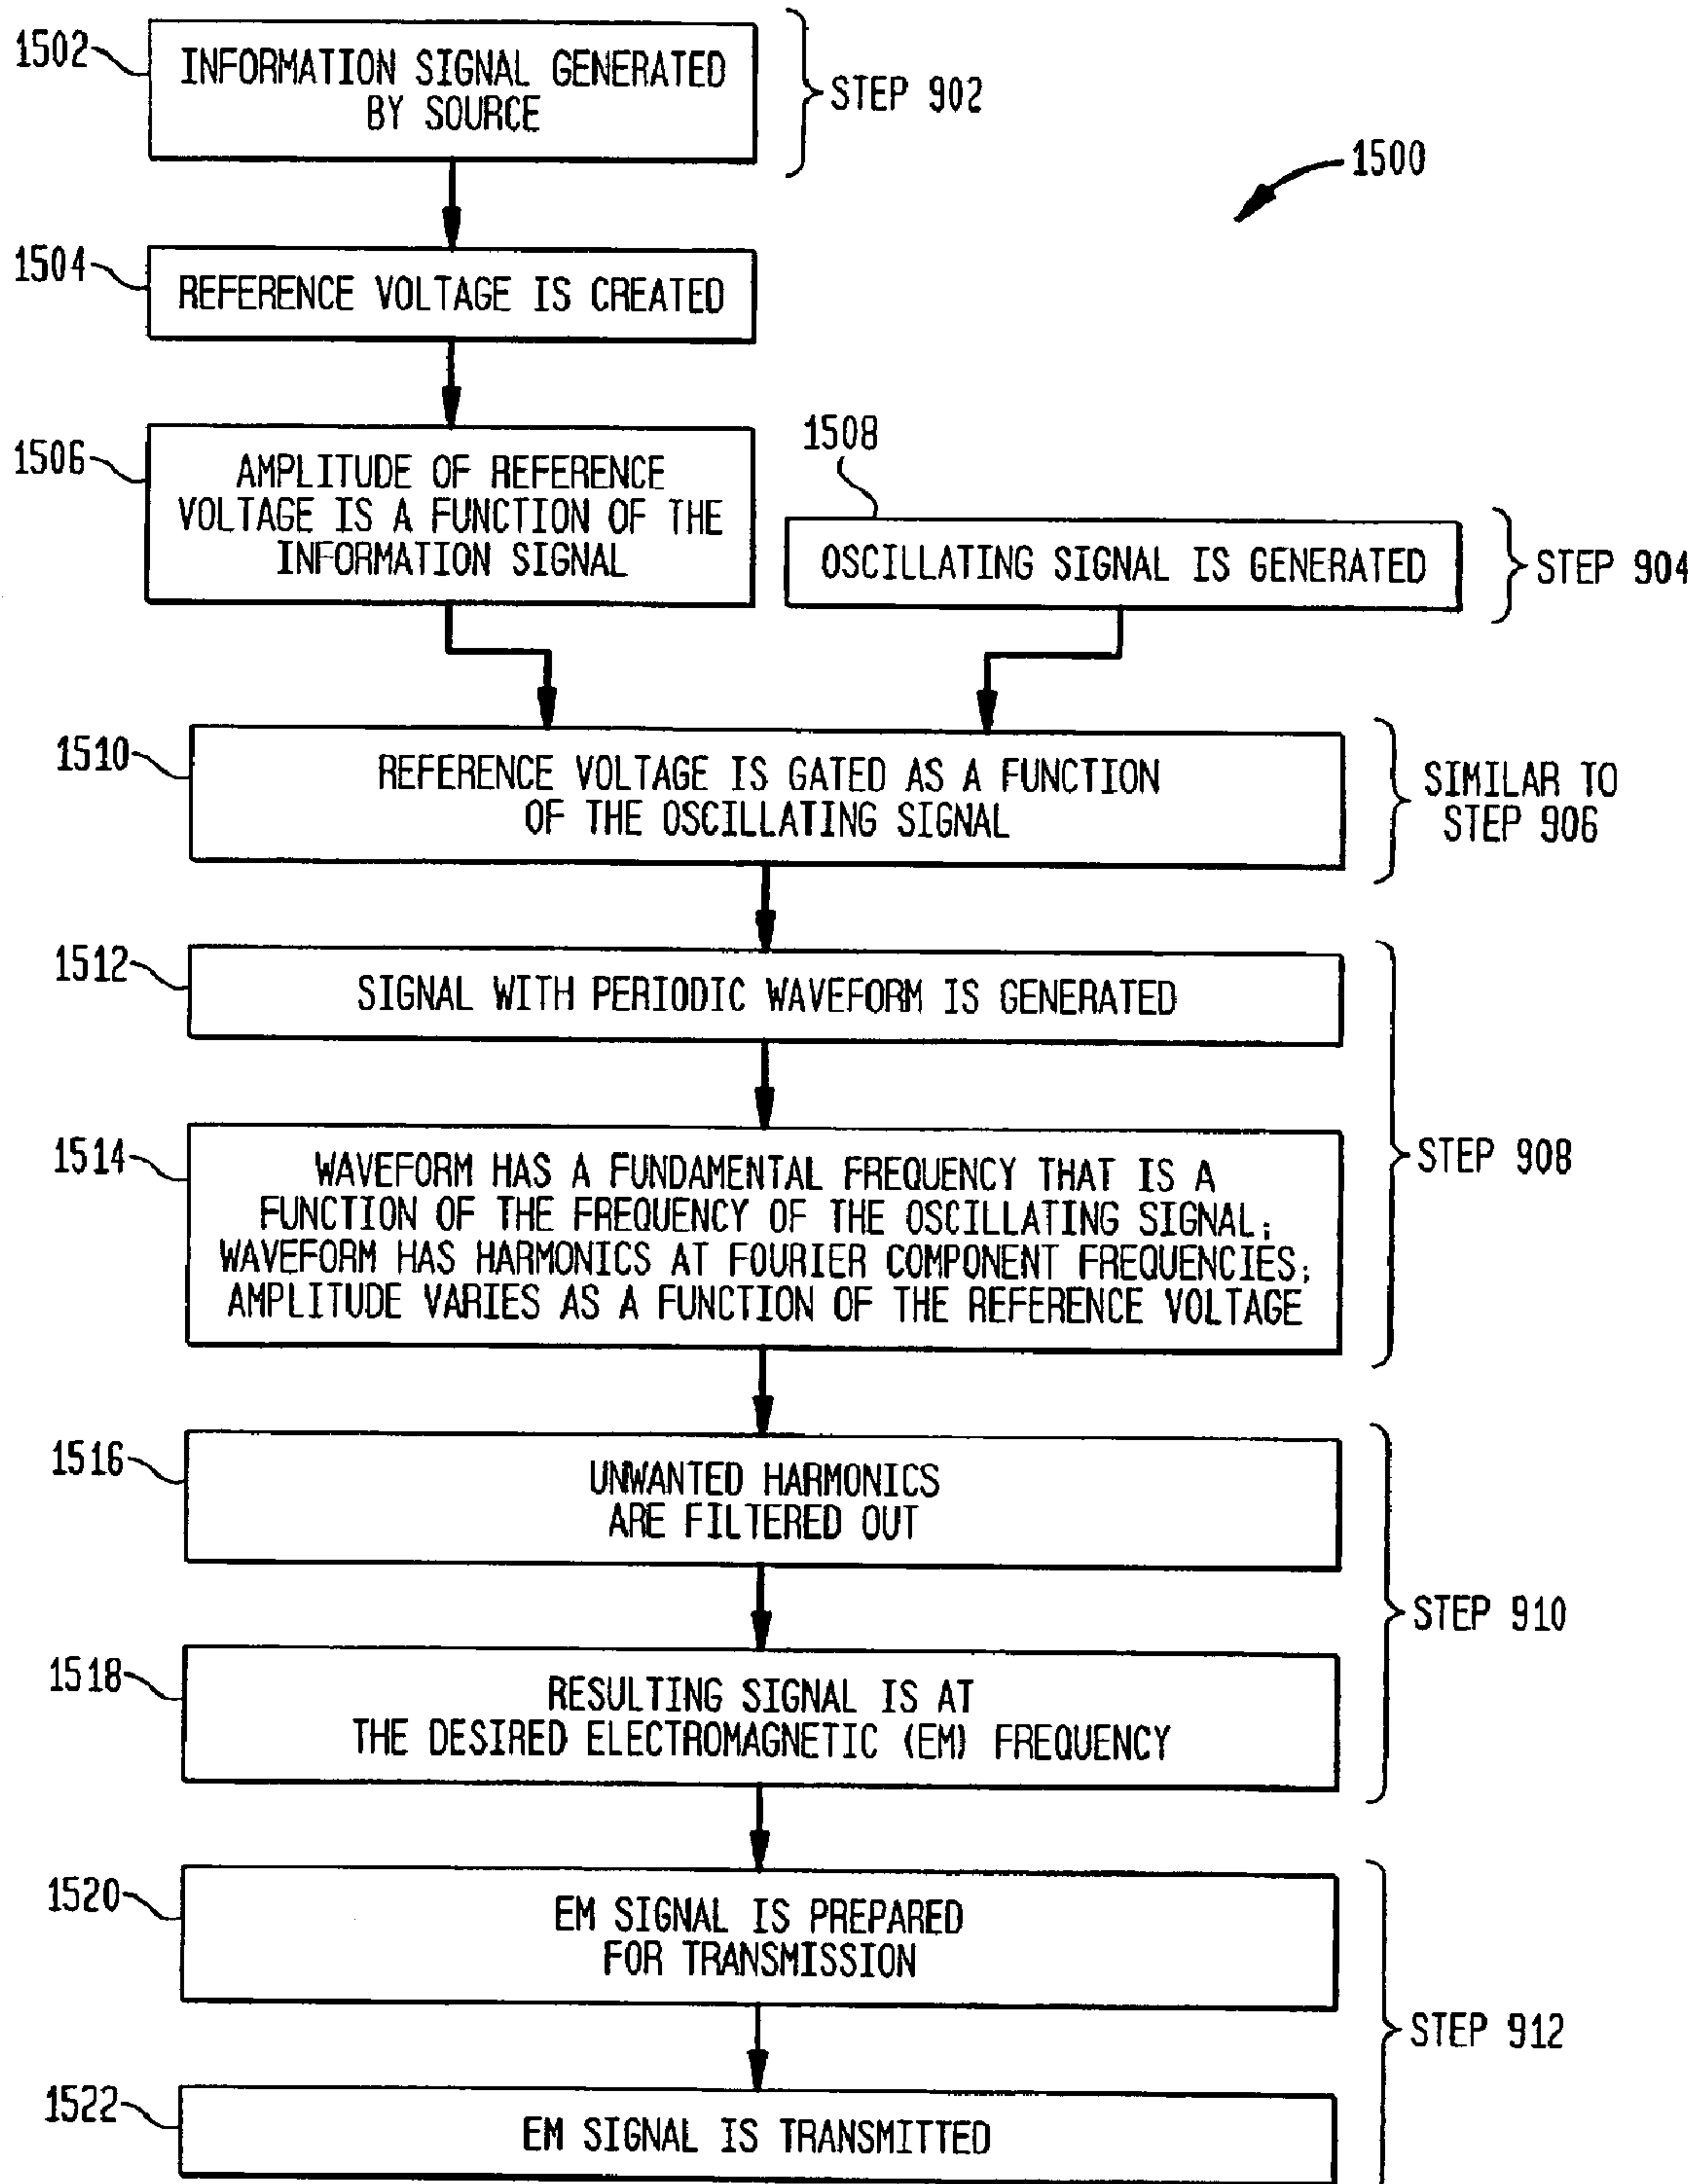 1502
INFORMATION SIGNAL GENERATED
BY SOURCE
STEP 902
1500
1504
REFERENCE VOLTAGE IS CREATED
1506
AMPLITUDE OF REFERENCE
VOLTAGE IS A FUNCTION OF THE
INFORMATION SIGNAL
1508
OSCILLATING SIGNAL IS GENERATED
STEP 904
1510
REFERENCE VOLTAGE IS GATED AS A FUNCTION
OF THE OSCILLATING SIGNAL
SIMILAR TO
STEP 906
1512
SIGNAL WITH PERIODIC WAVEFORM IS GENERATED
1514
WAVEFORM HAS A FUNDAMENTAL FREQUENCY THAT IS A
FUNCTION OF THE FREQUENCY OF THE OSCILLATING SIGNAL;
WAVEFORM HAS HARMONICS AT FOURIER COMPONENT FREQUENCIES;
AMPLITUDE VARIES AS A FUNCTION OF THE REFERENCE VOLTAGE
STEP 908
1516
UNWANTED HARMONICS
ARE FILTERED OUT
1518
RESULTING SIGNAL IS AT
THE DESIRED ELECTROMAGNETIC (EM) FREQUENCY
STEP 910
1520
EM SIGNAL IS PREPARED
FOR TRANSMISSION
1522
EM SIGNAL IS TRANSMITTED
STEP 912